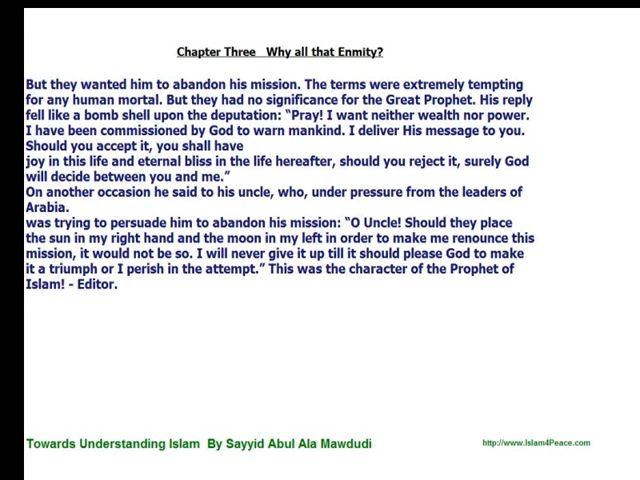 Chapter Three   Why all that Enmity?
But they wanted him to abandon his mission. The terms were extremely tempting
for any human mortal. But they had no significance for the Great Prophet. His reply
fell like a bomb shell upon the deputation: “Pray! I want neither wealth nor power.
I have been commissioned by God to warn mankind. I deliver His message to you.
Should you accept it, you shall have
joy in this life and eternal bliss in the life hereafter, should you reject it, surely God
will decide between you and me.”
On another occasion he said to his uncle, who, under pressure from the leaders of
Arabia.
was trying to persuade him to abandon his mission: “O Uncle! Should they place
the sun in my right hand and the moon in my left in order to make me renounce this
mission, it would not be so. I will never give it up till it should please God to make
it a triumph or I perish in the attempt.” This was the character of the Prophet of
Islam! - Editor.
Towards Understanding Islam  By Sayyid Abul Ala Mawdudi
http://www.Islam4Peace.com